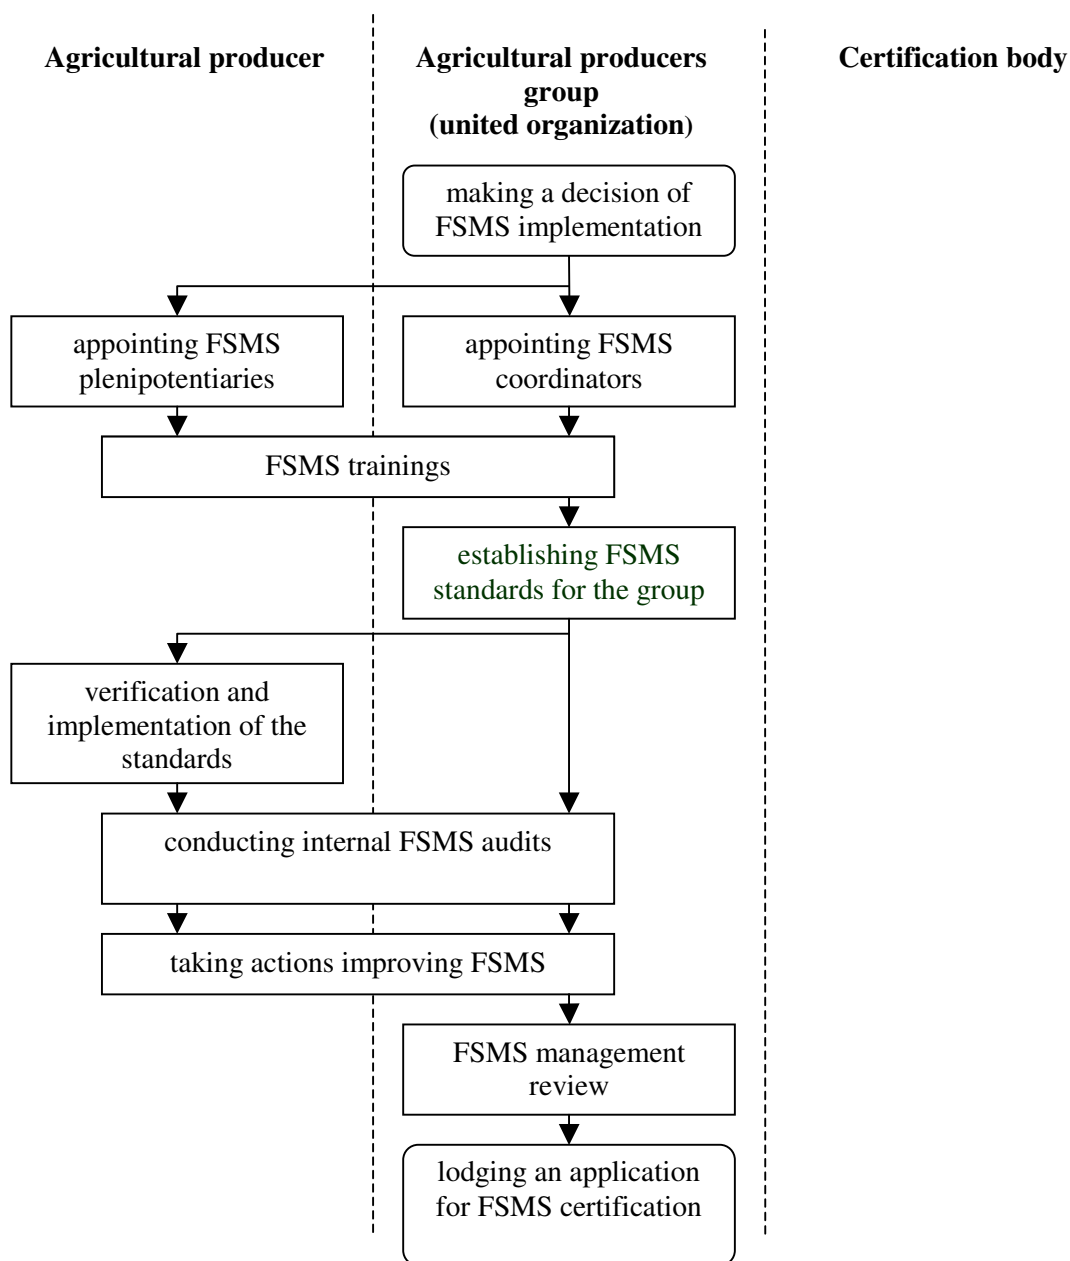 Agricultural producer
Agricultural producers
group
(united organization)
Certification body
making a decision of
FSMS implementation
appointing FSMS
plenipotentiaries
appointing FSMS
coordinators
FSMS trainings
establishing FSMS
standards for the group
verification and
implementation of the
standards
conducting internal FSMS audits
taking actions improving FSMS
FSMS management
review
lodging an application
for FSMS certification